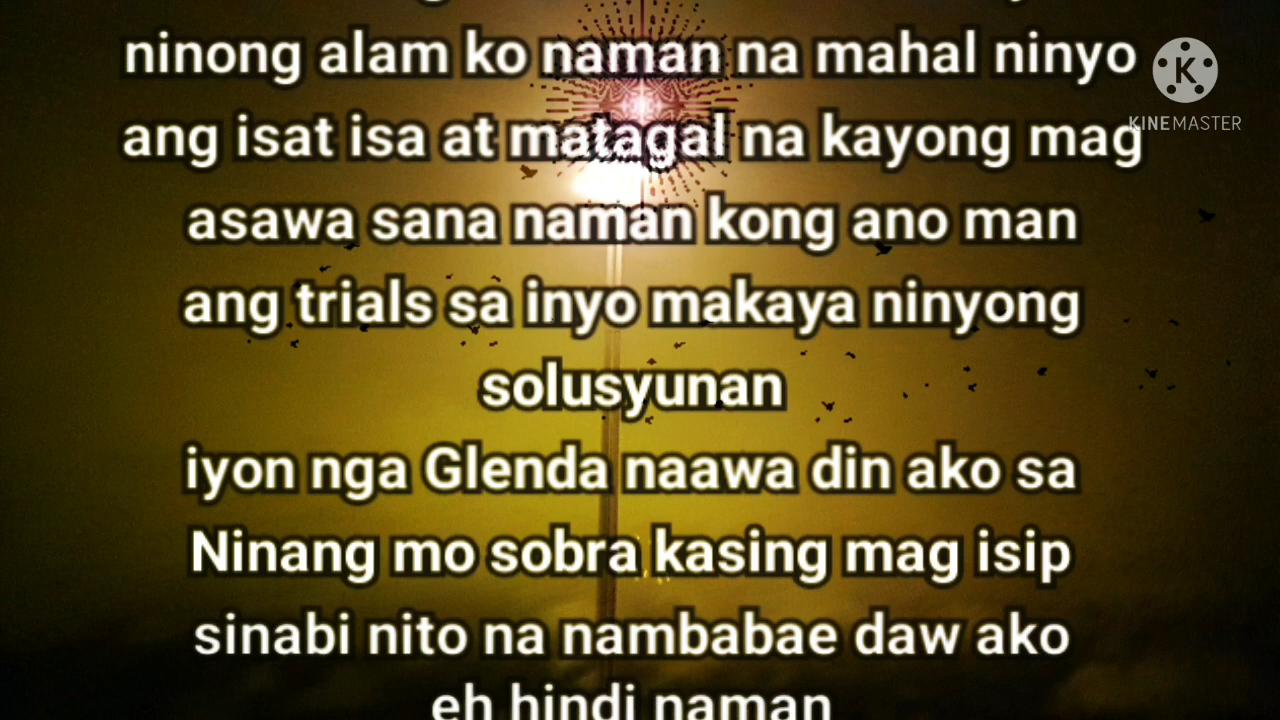 ninong alam ko naman na mahal ninyo
ang isat isa at matagal na kayong mag
asawa sana naman kong ano man
ang trials sa inyo makaya ninyong
solusyunan
iyon nga Glenda naawa din ako sa
Ninang mo sobra kasing mag isip
sinabi nito na nambabae daw ako
eh hindi naman
K
KINEMASTER